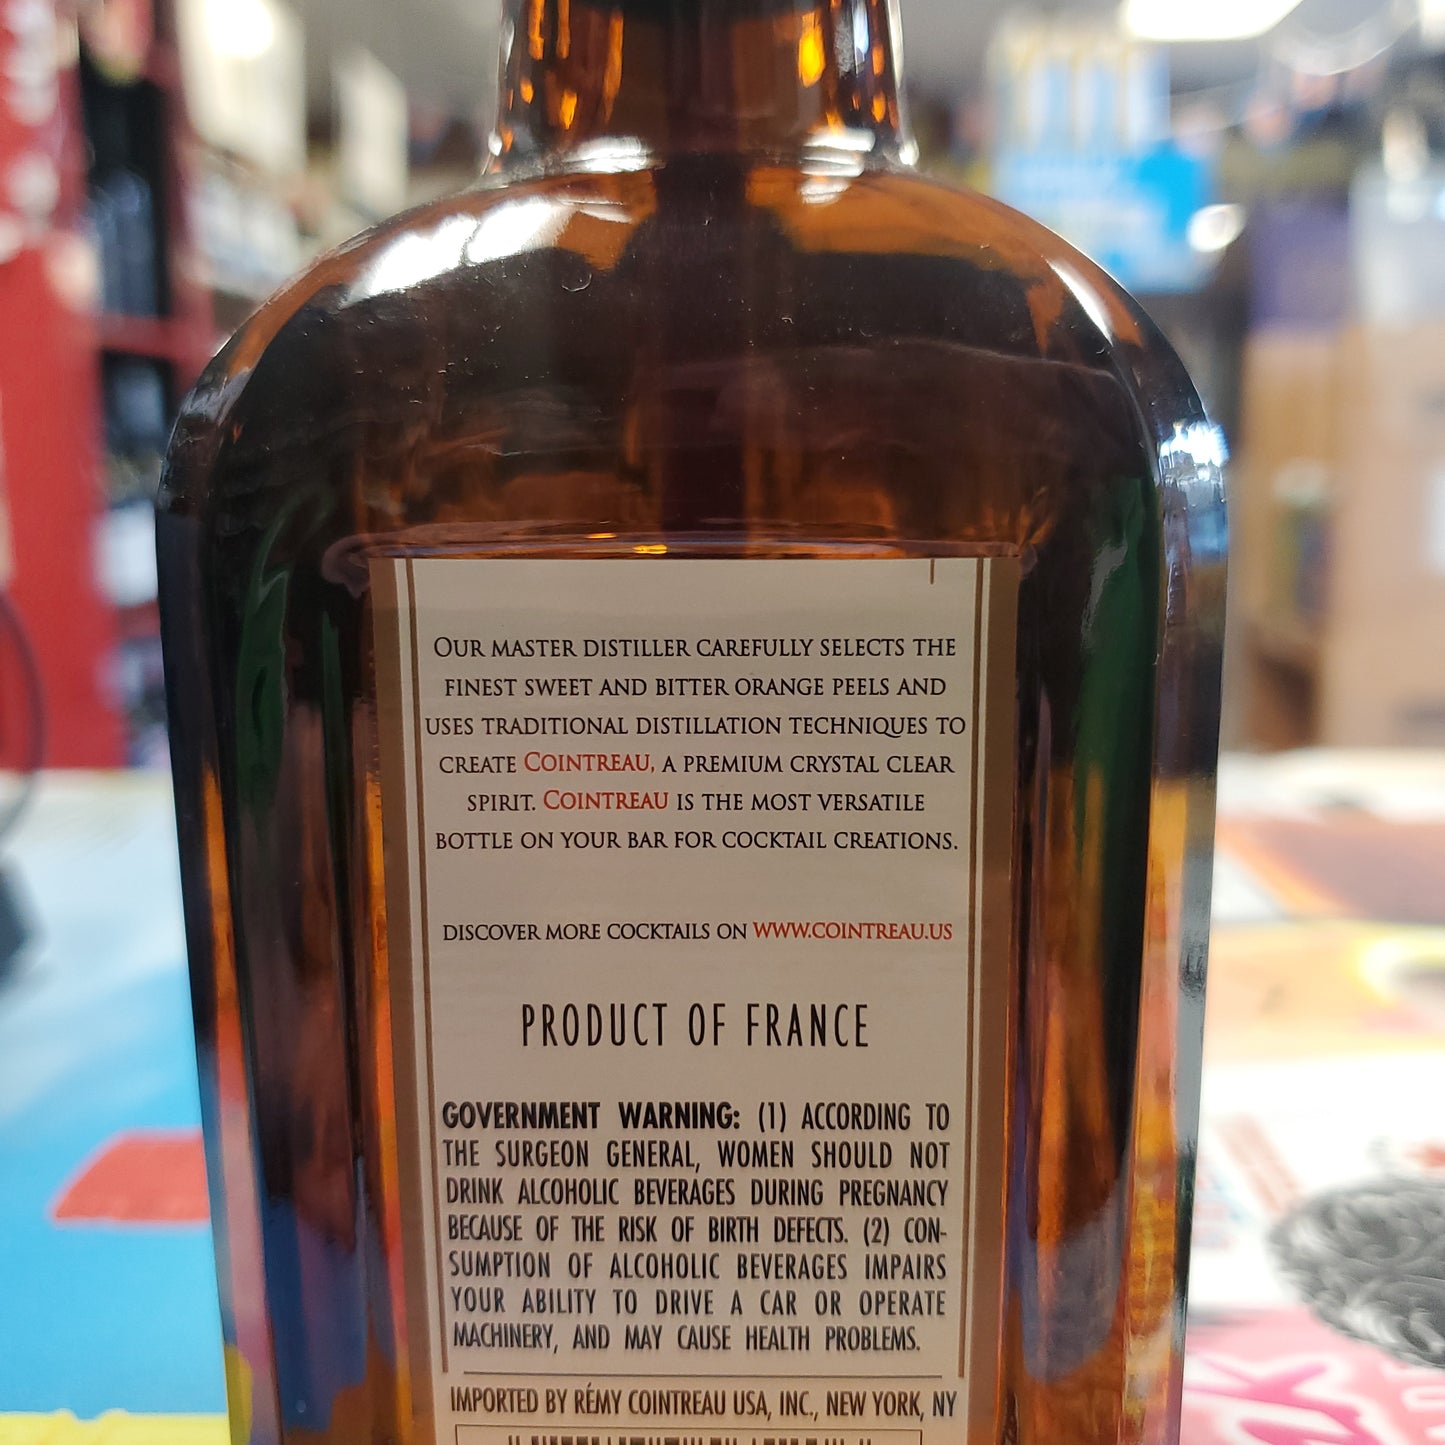 Our master distiller carefully selects the
finest sweet and bitter orange peels and
uses traditional distillation techniques to
create Cointreau, a premium crystal clear
spirit. Cointreau is the most versatile
bottle on your bar for cocktail creations.
discover more cocktails on www.cointreau.us
PRODUCT OF FRANCE
GOVERNMENT WARNING: (1) ACCORDING TO
THE SURGEON GENERAL, WOMEN SHOULD NOT
DRINK ALCOHOLIC BEVERAGES DURING PREGNANCY
BECAUSE OF THE RISK OF BIRTH DEFECTS. (2) CON-
SUMPTION OF ALCOHOLIC BEVERAGES IMPAIRS
YOUR ABILITY TO DRIVE A CAR OR OPERATE
MACHINERY, AND MAY CAUSE HEALTH PROBLEMS.
IMPORTED BY RÉMY COINTREAU USA, INC., NEW YORK, NY